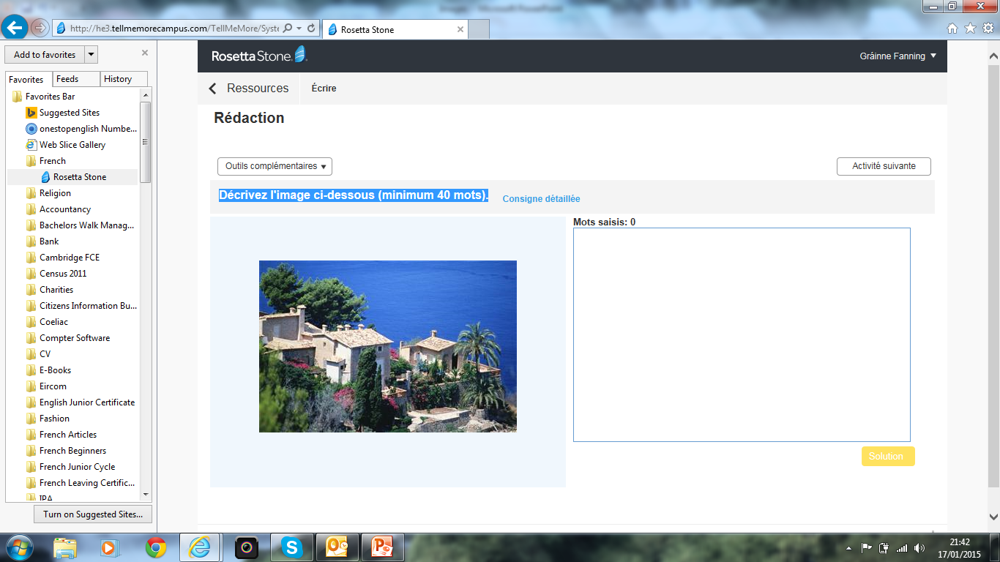 http://he3.tellmemorecampus.com/TellMeMore/Syste
Rosetta Stone
Add to favorites
Favorites
Feeds
History
Favorites Bar
Suggested Sites
onestopenglish Numbe...
Web Slice Gallery
French
Rosetta Stone
Religion
Accountancy
Bachelors Walk Manag...
Bank
Cambridge FCE
Census 2011
Charities
Citizens Information Bu...
Coeliac
Compter Software
CV
E-Books
Eircom
English Junior Certificate
Fashion
French Articles
French Beginners
French Junior Cycle
French Leaving Certific...
IPA
Turn on Suggested Sites...
RosettaStone
Gráinne Fanning
Ressources
Écrire
Rédaction
Outils complémentaires
Activité suivante
Décrivez l'image ci-dessous (minimum 40 mots).
Consigne détaillée
Mots saisis: 0
Solution
21:42
17/01/2015